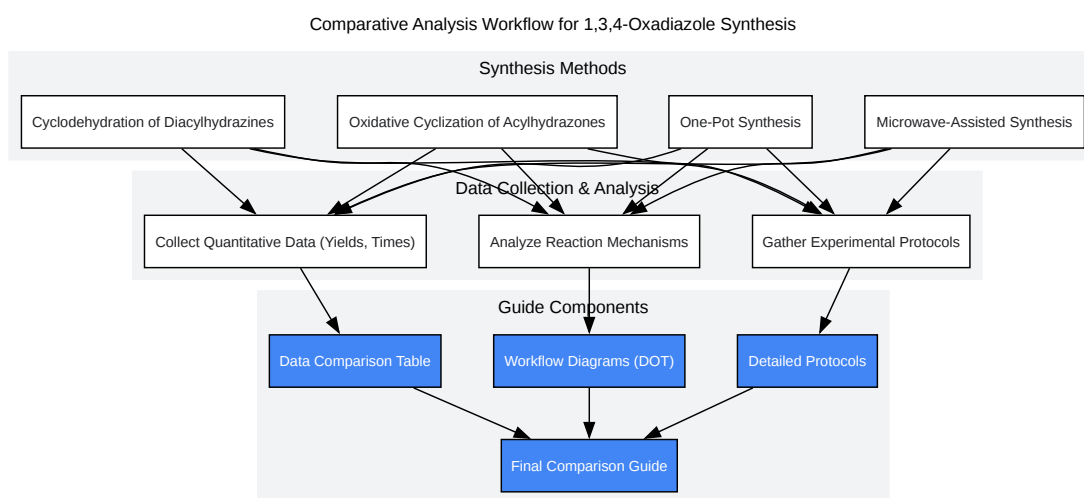 Comparative Analysis Workflow for 1,3,4-Oxadiazole Synthesis
Synthesis Methods
Cyclodehydration of Diacylhydrazines
Oxidative Cyclization of Acylhydrazones
One-Pot Synthesis
Microwave-Assisted Synthesis
Data Collection & Analysis
Collect Quantitative Data (Yields, Times)
Analyze Reaction Mechanisms
Gather Experimental Protocols
Guide Components
Data Comparison Table
Workflow Diagrams (DOT)
Detailed Protocols
Final Comparison Guide